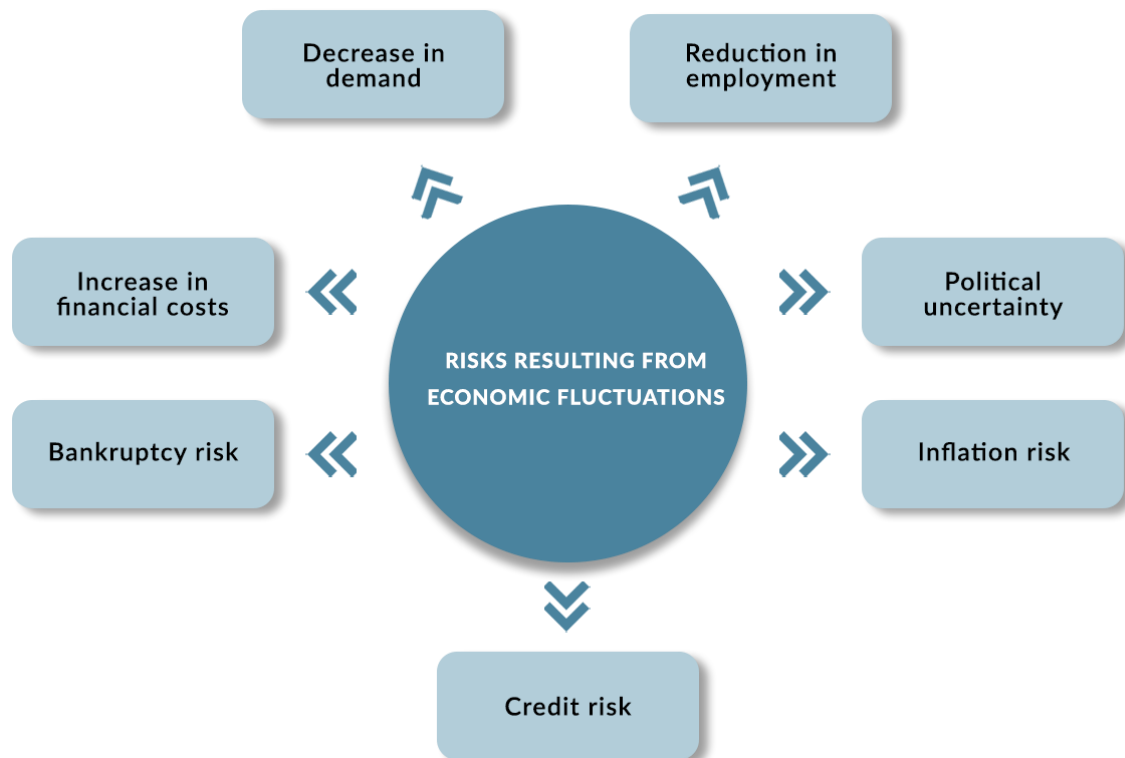 Decrease in
demand
Reduction in
employment
Increase in
financial costs
Political
uncertainty
RISKS RESULTING FROM
ECONOMIC FLUCTUATIONS
Bankruptcy risk
Inflation risk
Credit risk